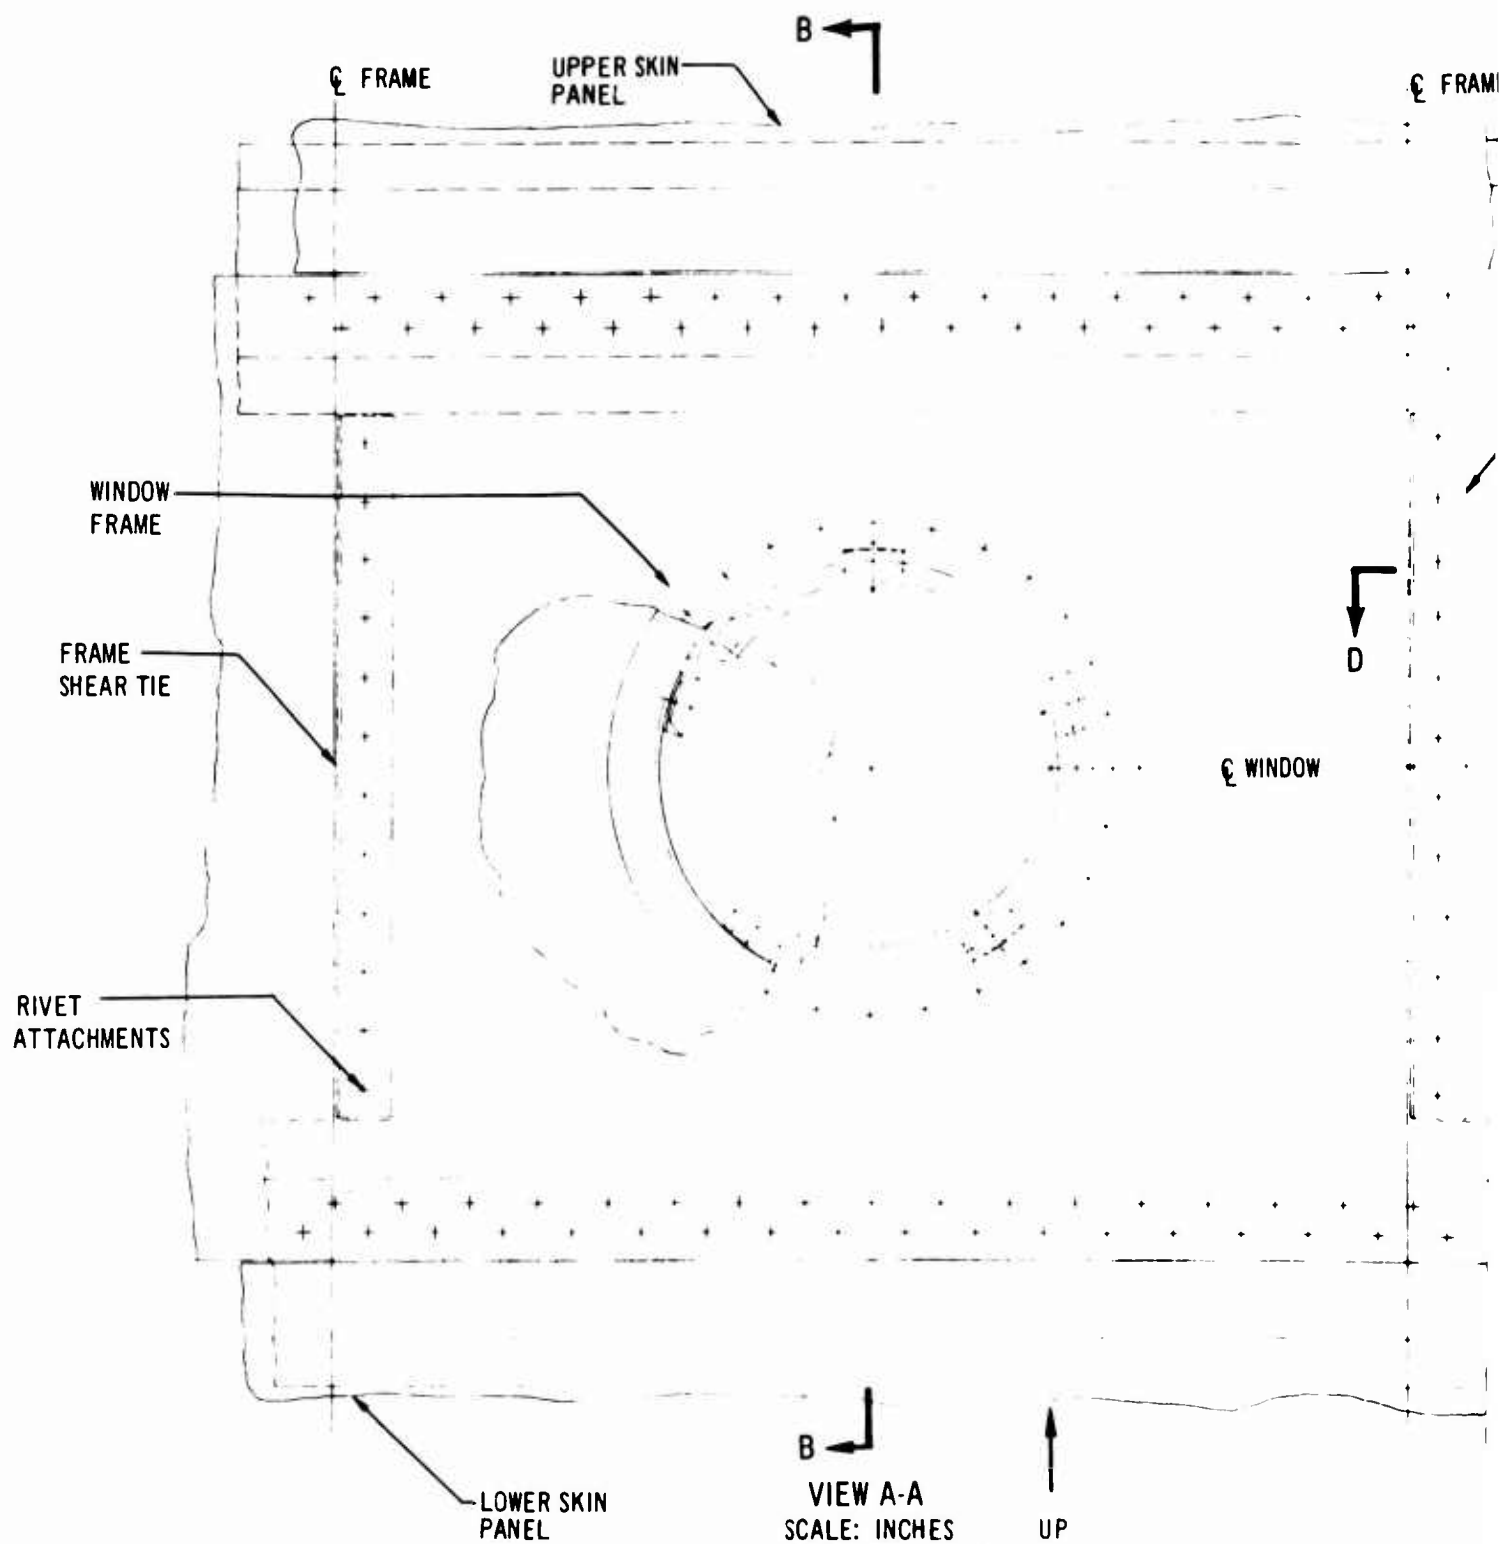 B
℄ FRAME
UPPER SKIN
PANEL
℄ FRAM
WINDOW
FRAME
FRAME
SHEAR TIE
D
℄ WINDOW
RIVET
ATTACHMENTS
B
LOWER SKIN
PANEL
VIEW A-A
SCALE: INCHES
UP